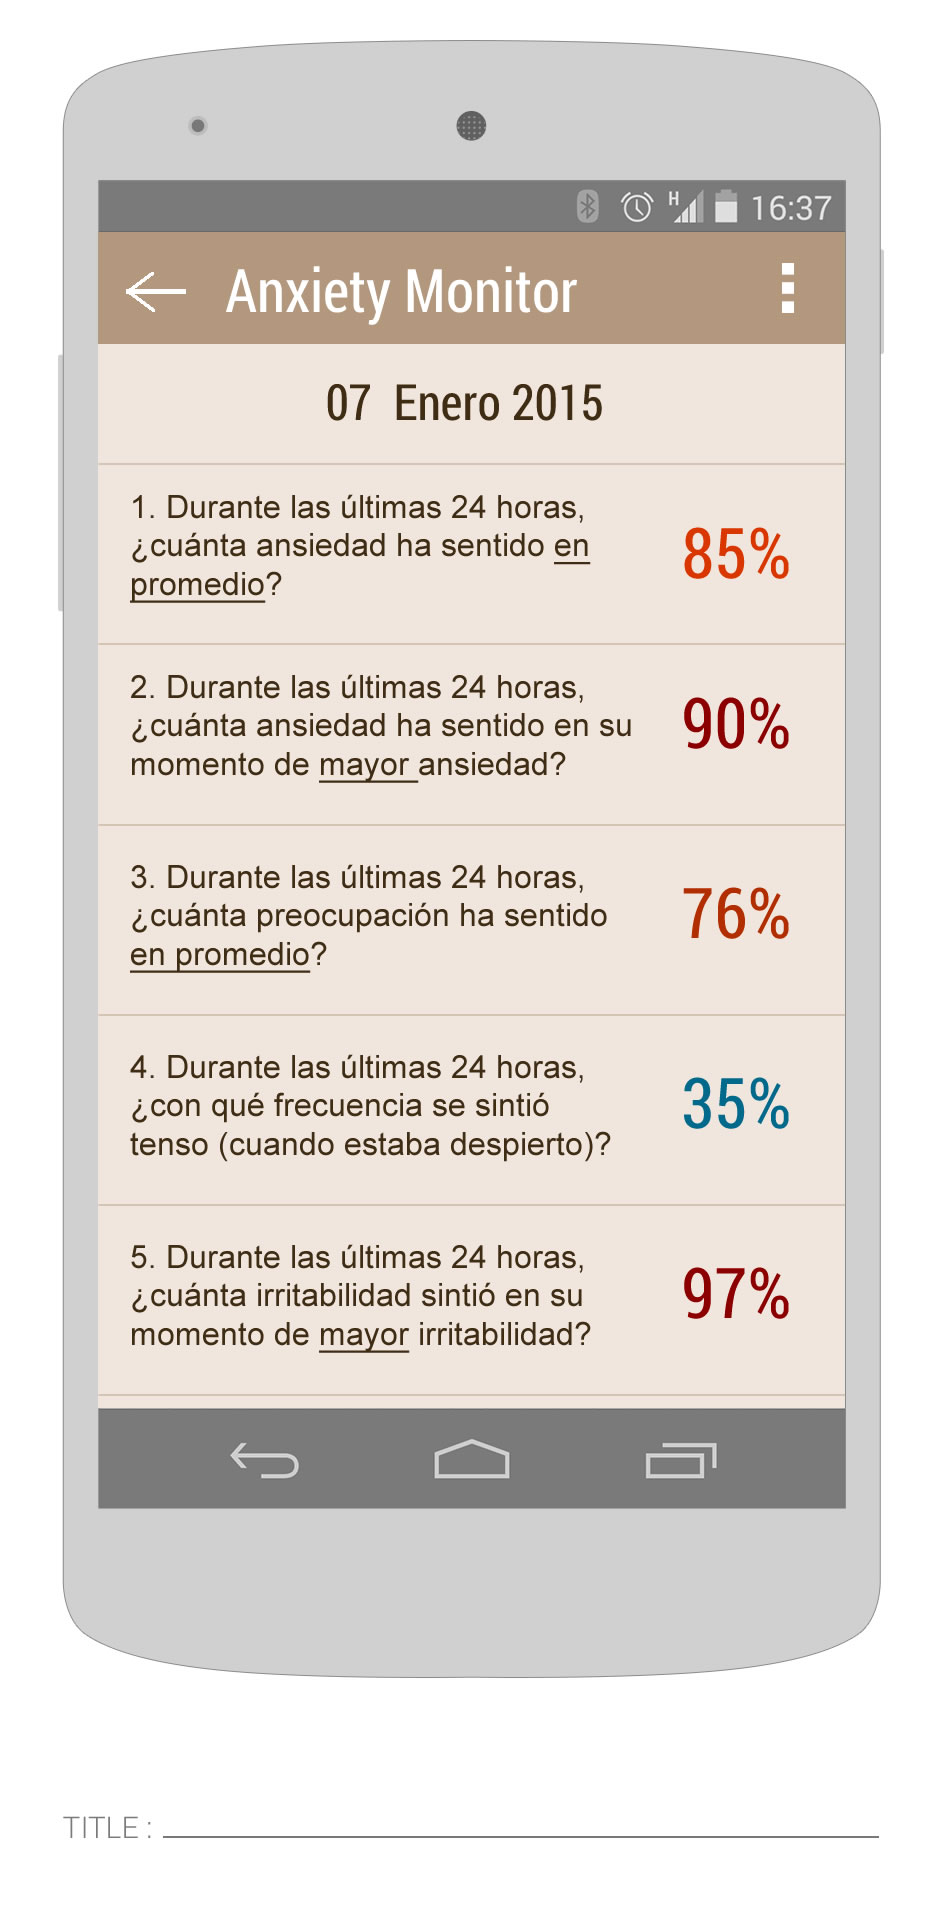 H 16:37
Anxiety Monitor
07 Enero 2015
1. Durante las últimas 24 horas,
¿cuánta ansiedad ha sentido en
promedio?
85%
2. Durante las últimas 24 horas,
¿cuánta ansiedad ha sentido en su
momento de mayor ansiedad?
90%
3. Durante las últimas 24 horas,
¿cuánta preocupación ha sentido
en promedio?
76%
4. Durante las últimas 24 horas,
¿con qué frecuencia se sintió
tenso (cuando estaba despierto)?
35%
5. Durante las últimas 24 horas,
¿cuánta irritabilidad sintió en su
momento de mayor irritabilidad?
97%
TITLE :